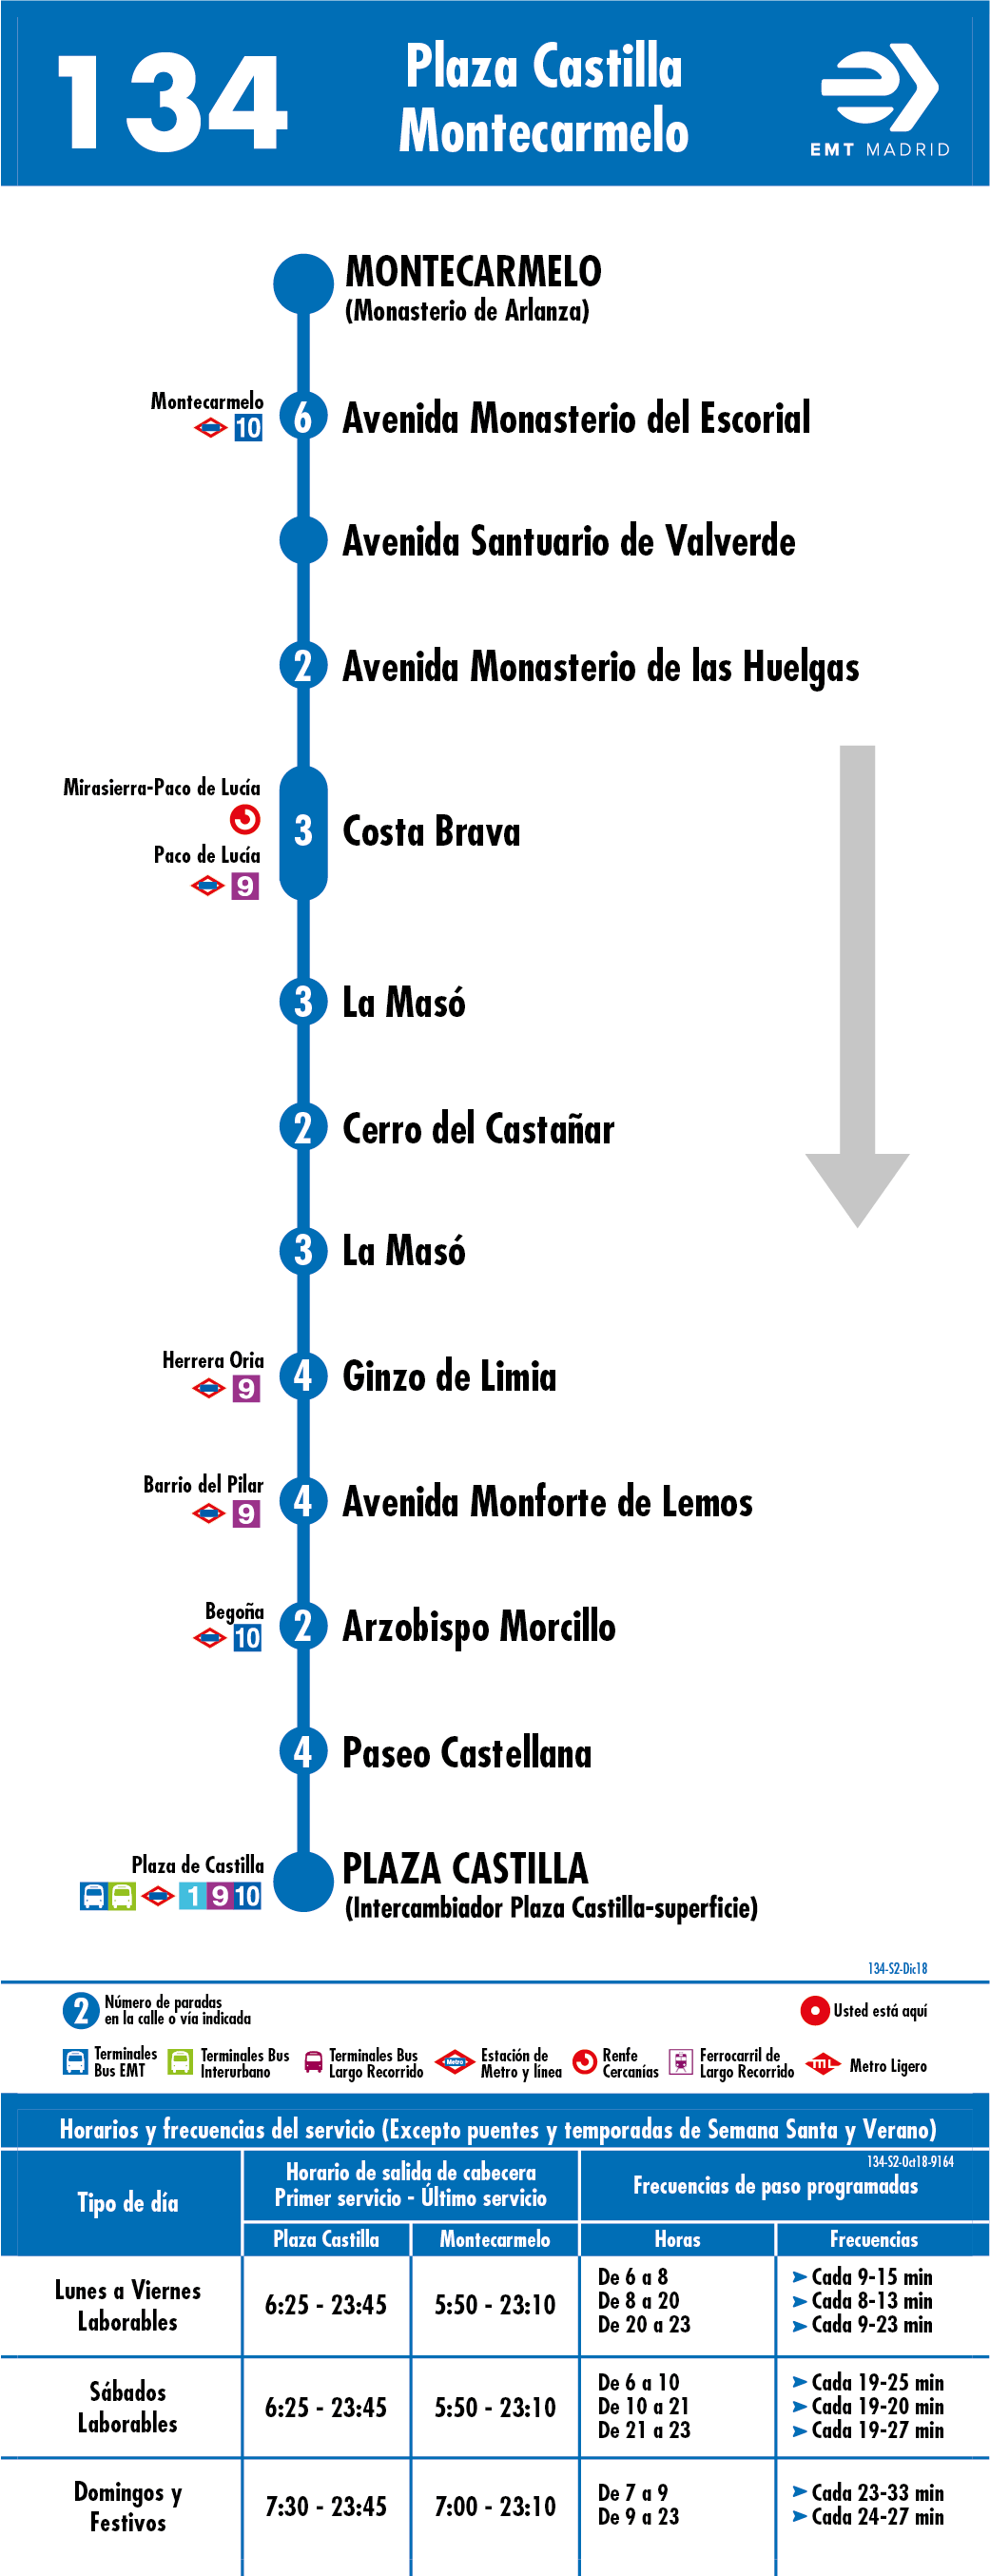 134
Plaza Castilla
Montecarmelo
EMT MADRID
MONTECARMELO
(Monasterio de Arlanza)
Montecarmelo
10
6
Avenida Monasterio del Escorial
Avenida Santuario de Valverde
2
Avenida Monasterio de las Huelgas
Mirasierra-Paco de Lucía
Paco de Lucía
9
3
Costa Brava
3
La Masó
2
Cerro del Castañar
3
La Masó
Herrera Oria
9
4
Ginzo de Limia
Barrio del Pilar
9
4
Avenida Monforte de Lemos
Begoña
10
2
Arzobispo Morcillo
4
Paseo Castellana
Plaza de Castilla
1 9 10
PLAZA CASTILLA
(Intercambiador Plaza Castilla-superficie)
134-S2-Dic18
2
Número de paradas
en la calle o vía indicada
Usted está aquí
Terminales
Bus EMT
Terminales Bus
Interurbano
Terminales Bus
Largo Recorrido
Metro
Estación de
Metro y línea
Renfe
Cercanías
Ferrocarril de
Largo Recorrido
ML
Metro Ligero
Horarios y frecuencias del servicio (Excepto puentes y temporadas de Semana Santa y Verano)
134-S2-Oct18-9164
Tipo de día
Horario de salida de cabecera
Primer servicio - Último servicio
Frecuencias de paso programadas
Plaza Castilla
Montecarmelo
Horas
Frecuencias
Lunes a Viernes
Laborables
6:25 - 23:45
5:50 - 23:10
De 6 a 8
Cada 9-15 min
De 8 a 20
Cada 8-13 min
De 20 a 23
Cada 9-23 min
Sábados
Laborables
6:25 - 23:45
5:50 - 23:10
De 6 a 10
Cada 19-25 min
De 10 a 21
Cada 19-20 min
De 21 a 23
Cada 19-27 min
Domingos y
Festivos
7:30 - 23:45
7:00 - 23:10
De 7 a 9
Cada 23-33 min
De 9 a 23
Cada 24-27 min